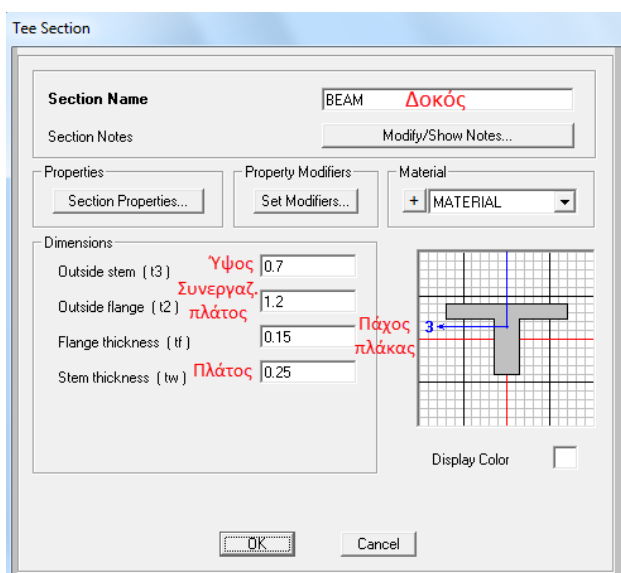 Tee Section
Section Name BEAM Δοκός
Section Notes Modify/Show Notes...
Properties Property Modifiers Material
Section Properties... Set Modifiers... + MATERIAL
Dimensions
Outside stem ( t3 ) Ύψος 0.7
Outside flange ( t2 ) Συνεργαζ. πλάτος 1.2
Flange thickness ( tf ) 0.15 Πάχος πλάκας
Stem thickness ( tw ) Πλάτος 0.25
3
Display Color
OK Cancel